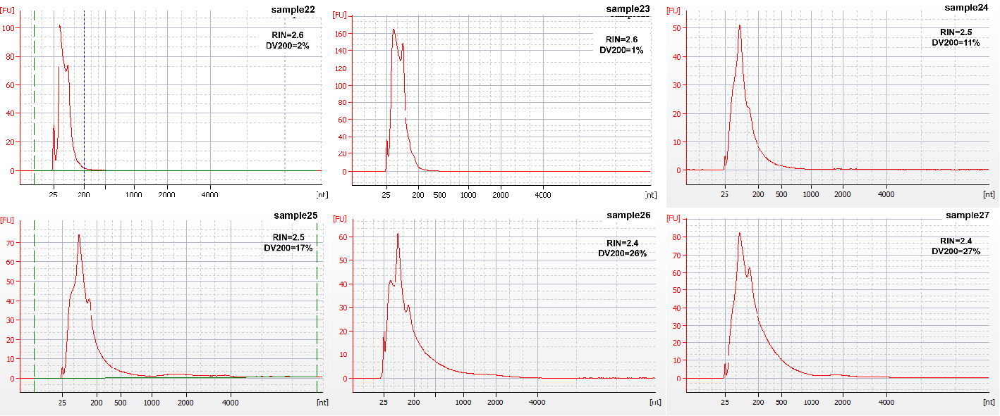 sample22
[FU]
RIN=2.6
DV200=2%
100
80
60
40
20
0
25 200 1000 2000 4000 [nt]
sample23
[FU]
RIN=2.6
DV200=1%
160
140
120
100
80
60
40
20
0
25 200 500 1000 2000 4000 [nt]
sample24
[FU]
RIN=2.5
DV200=11%
50
40
30
20
10
0
25 200 500 1000 2000 4000 [nt]
sample25
[FU]
RIN=2.5
DV200=17%
70
60
50
40
30
20
10
0
25 200 500 1000 2000 4000 [nt]
sample26
[FU]
RIN=2.4
DV200=26%
60
50
40
30
20
10
0
25 200 1000 2000 4000 [nt]
sample27
[FU]
RIN=2.4
DV200=27%
80
70
60
50
40
30
20
10
0
25 200 500 1000 2000 4000 [nt]